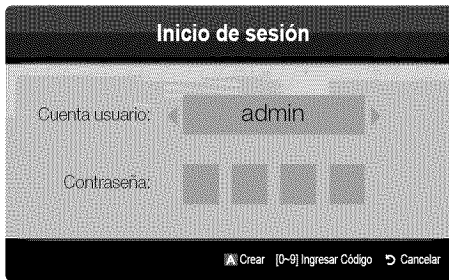 Inicio de sesión
Cuenta usuario: admin
Contraseña:
A Crear [0~9] Ingresar Código Cancelar